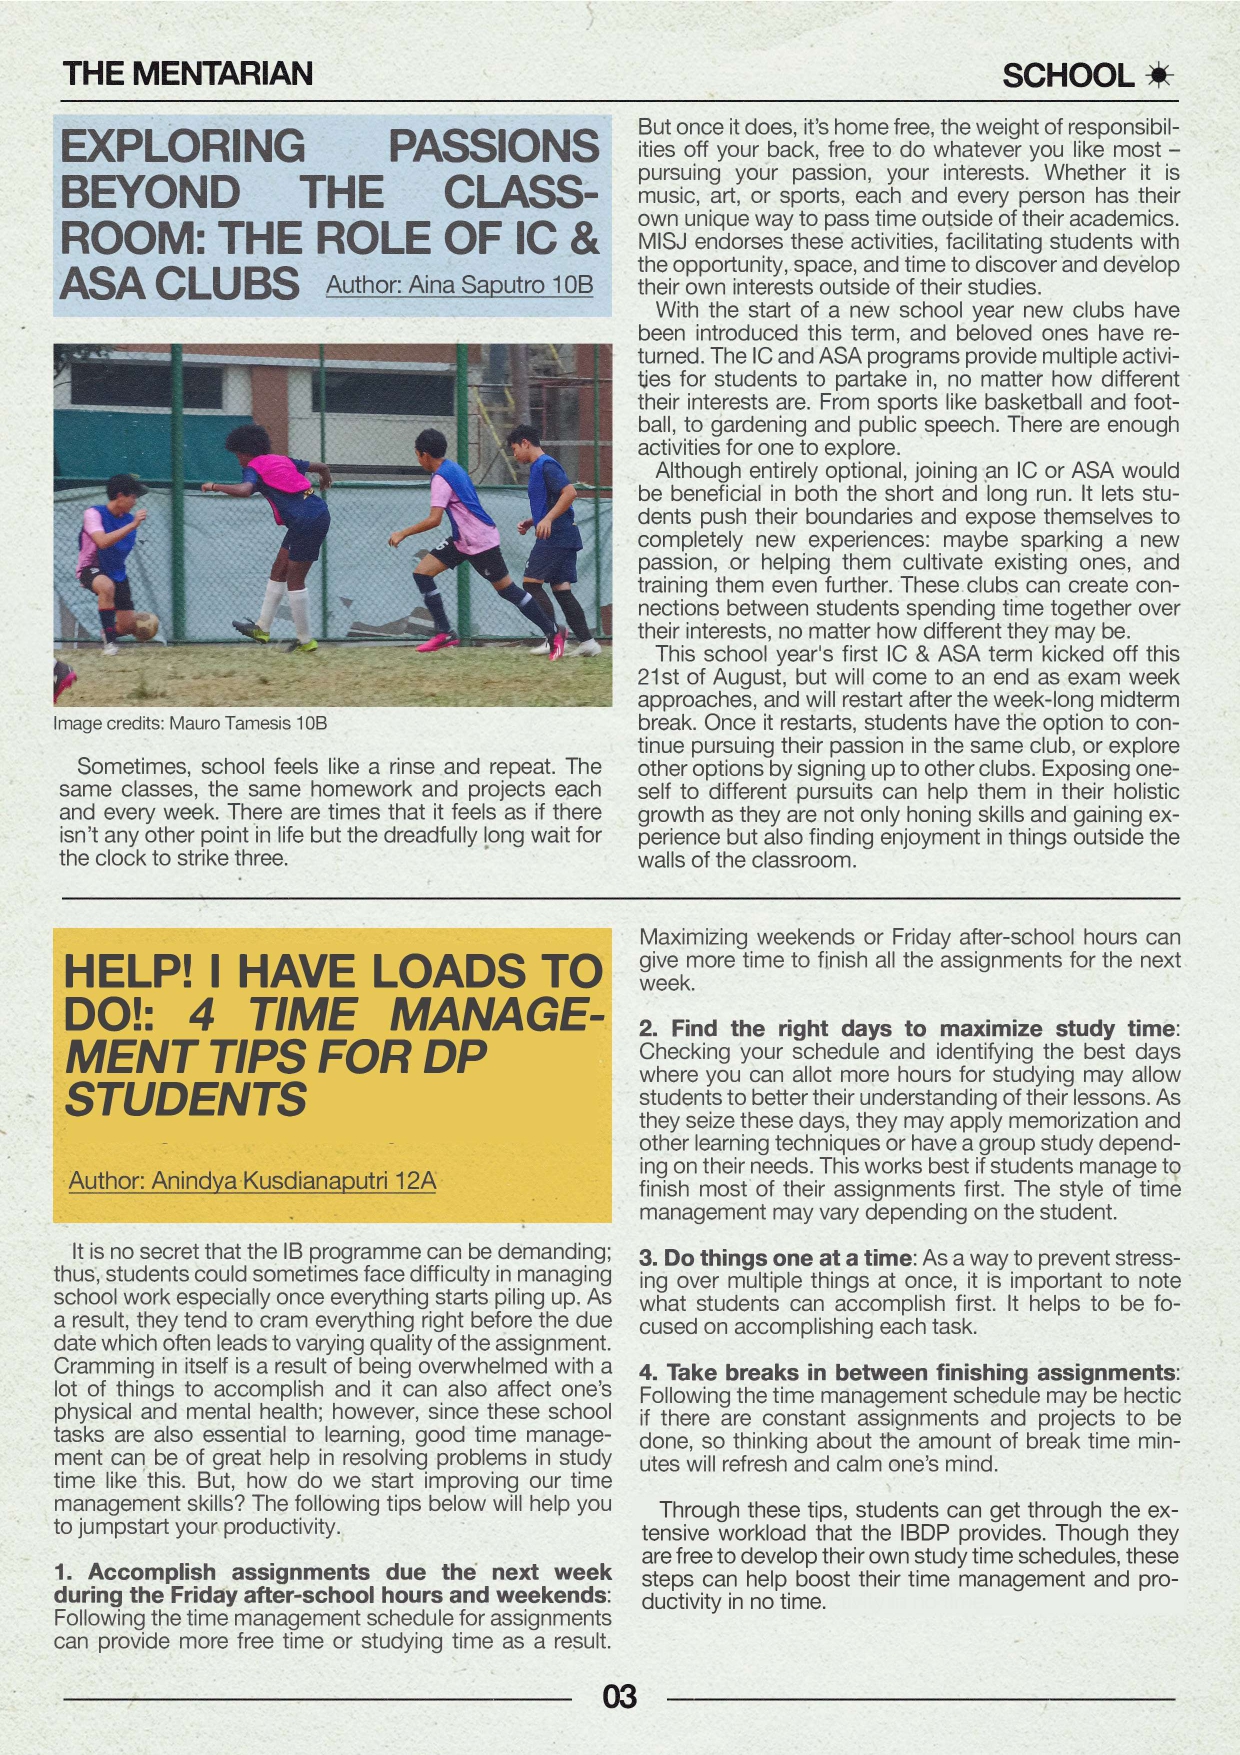 THE MENTARIAN
SCHOOL
EXPLORING PASSIONS
BEYOND THE CLASS-
ROOM: THE ROLE OF IC &
ASA CLUBS Author: Aina Saputro 10B
Image credits: Mauro Tamesis 10B
Sometimes, school feels like a rinse and repeat. The
same classes, the same homework and projects each
and every week. There are times that it feels as if there
isn't any other point in life but the dreadfully long wait for
the clock to strike three.
But once it does, it's home free, the weight of responsibil-
ities off your back, free to do whatever you like most –
pursuing your passion, your interests. Whether it is
music, art, or sports, each and every person has their
own unique way to pass time outside of their academics.
MISJ endorses these activities, facilitating students with
the opportunity, space, and time to discover and develop
their own interests outside of their studies.
With the start of a new school year new clubs have
been introduced this term, and beloved ones have re-
turned. The IC and ASA programs provide multiple activi-
ties for students to partake in, no matter how different
their interests are. From sports like basketball and foot-
ball, to gardening and public speech. There are enough
activities for one to explore.
Although entirely optional, joining an IC or ASA would
be beneficial in both the short and long run. It lets stu-
dents push their boundaries and expose themselves to
completely new experiences: maybe sparking a new
passion, or helping them cultivate existing ones, and
training them even further. These clubs can create con-
nections between students spending time together over
their interests, no matter how different they may be.
This school year's first IC & ASA term kicked off this
21st of August, but will come to an end as exam week
approaches, and will restart after the week-long midterm
break. Once it restarts, students have the option to con-
tinue pursuing their passion in the same club, or explore
other options by signing up to other clubs. Exposing one-
self to different pursuits can help them in their holistic
growth as they are not only honing skills and gaining ex-
perience but also finding enjoyment in things outside the
walls of the classroom.
HELP! I HAVE LOADS TO
DO!: 4 TIME MANAGE-
MENT TIPS FOR DP
STUDENTS
Author: Anindya Kusdianaputri 12A
It is no secret that the IB programme can be demanding;
thus, students could sometimes face difficulty in managing
school work especially once everything starts piling up. As
a result, they tend to cram everything right before the due
date which often leads to varying quality of the assignment.
Cramming in itself is a result of being overwhelmed with a
lot of things to accomplish and it can also affect one's
physical and mental health; however, since these school
tasks are also essential to learning, good time manage-
ment can be of great help in resolving problems in study
time like this. But, how do we start improving our time
management skills? The following tips below will help you
to jumpstart your productivity.
1. Accomplish assignments due the next week
during the Friday after-school hours and weekends:
Following the time management schedule for assignments
can provide more free time or studying time as a result.
Maximizing weekends or Friday after-school hours can
give more time to finish all the assignments for the next
week.
2. Find the right days to maximize study time:
Checking your schedule and identifying the best days
where you can allot more hours for studying may allow
students to better their understanding of their lessons. As
they seize these days, they may apply memorization and
other learning techniques or have a group study depend-
ing on their needs. This works best if students manage to
finish most of their assignments first. The style of time
management may vary depending on the student.
3. Do things one at a time: As a way to prevent stress-
ing over multiple things at once, it is important to note
what students can accomplish first. It helps to be fo-
cused on accomplishing each task.
4. Take breaks in between finishing assignments:
Following the time management schedule may be hectic
if there are constant assignments and projects to be
done, so thinking about the amount of break time min-
utes will refresh and calm one's mind.
Through these tips, students can get through the ex-
tensive workload that the IBDP provides. Though they
are free to develop their own study time schedules, these
steps can help boost their time management and pro-
ductivity in no time.
03